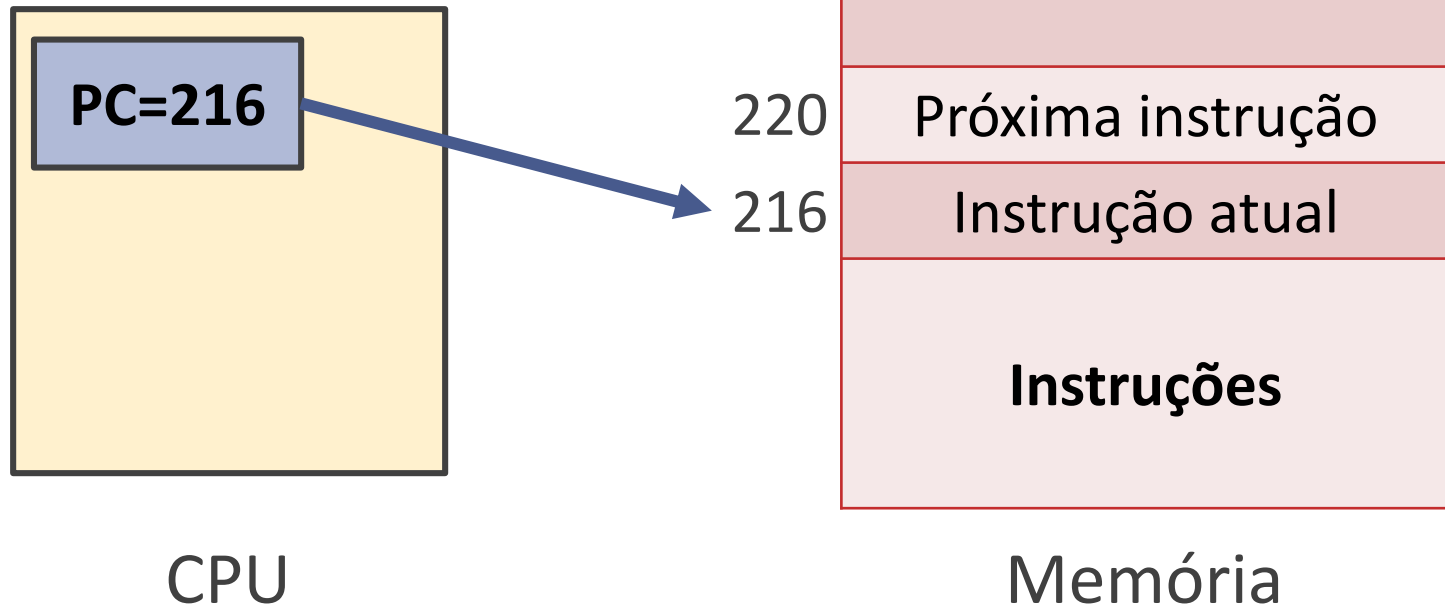 PC=216
220 Próxima instrução
216 Instrução atual
Instruções
CPU
Memória